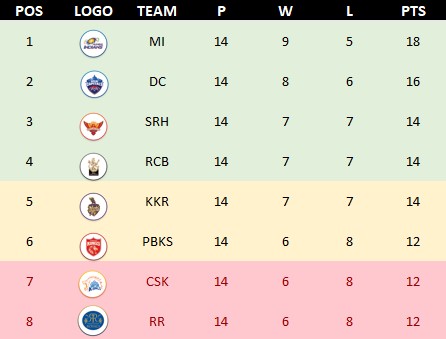 POS LOGO TEAM P W L PTS
1 MI 14 9 5 18
2 DC 14 8 6 16
3 SRH 14 7 7 14
4 RCB 14 7 7 14
5 KKR 14 7 7 14
6 PBKS 14 6 8 12
7 CSK 14 6 8 12
8 RR 14 6 8 12